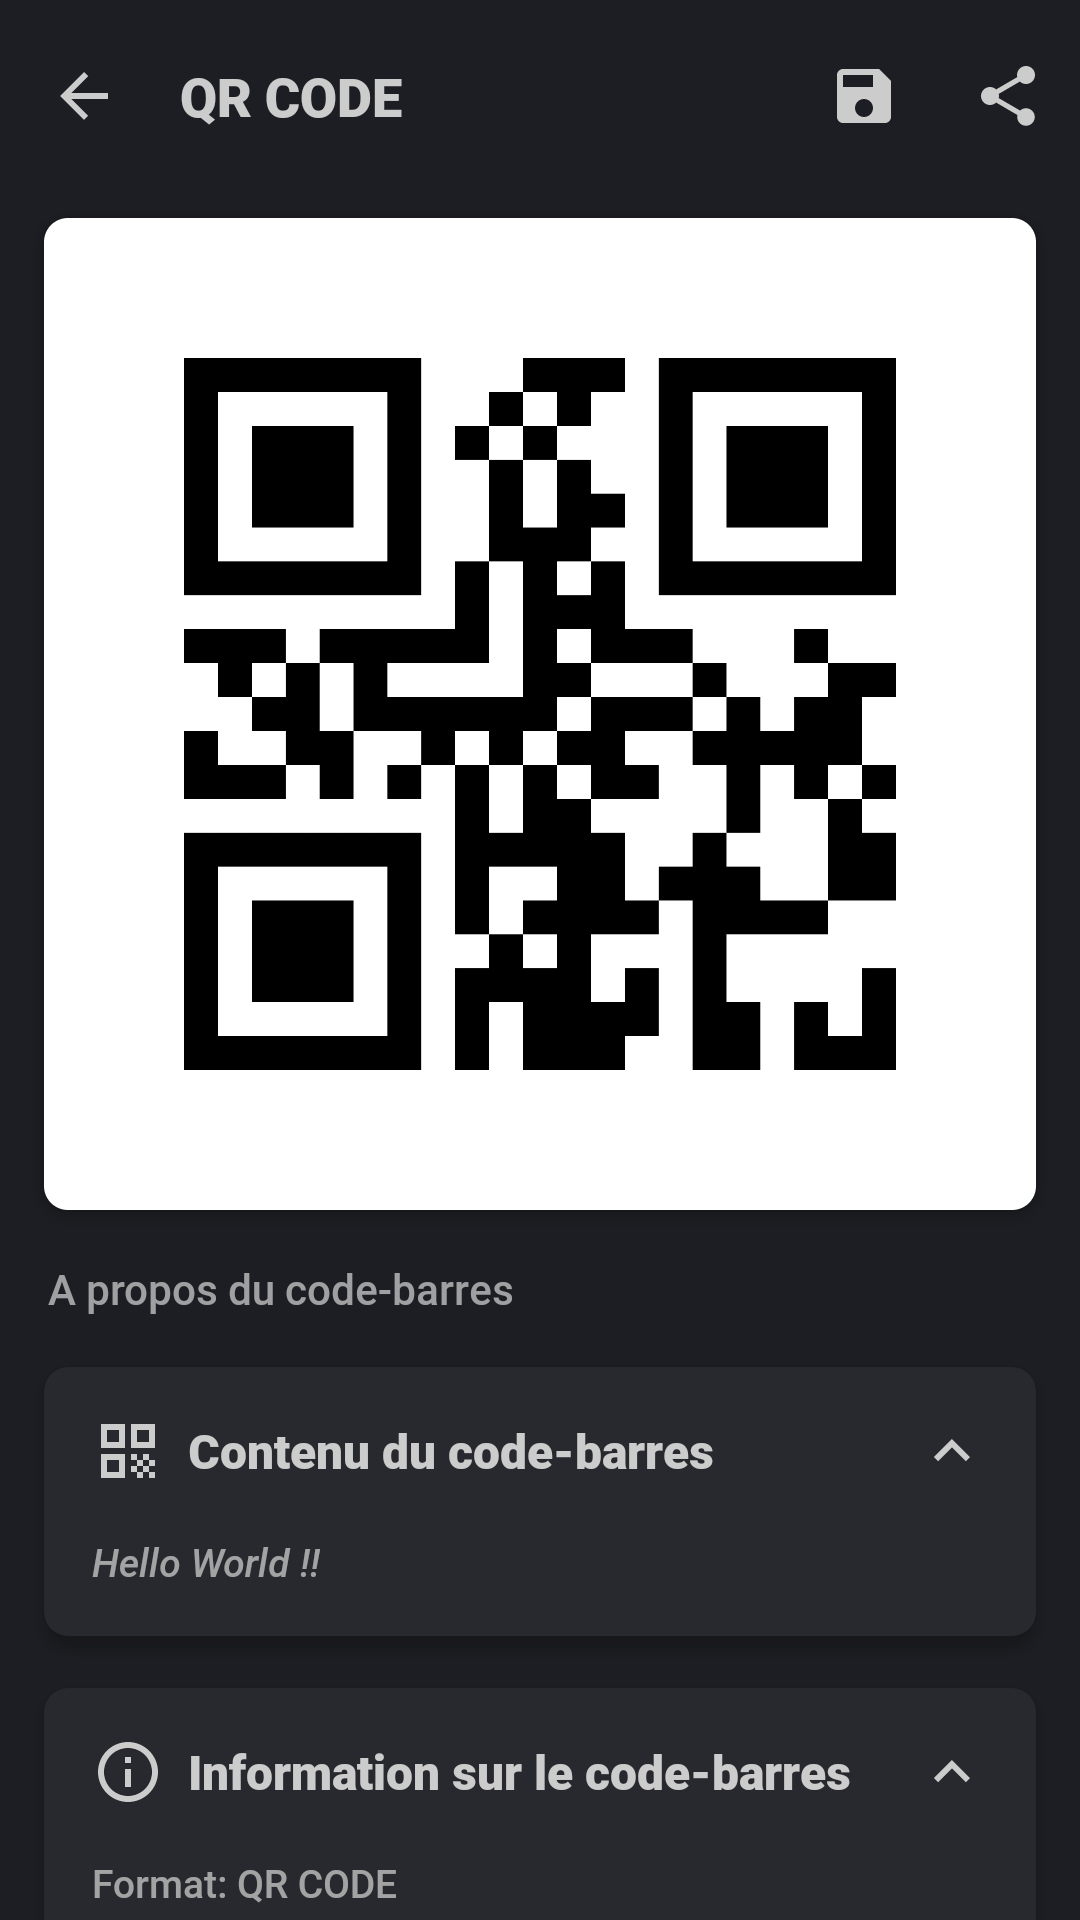 QR CODE
A propos du code-barres
Contenu du code-barres
Hello World !!
Information sur le code-barres
Format: QR CODE